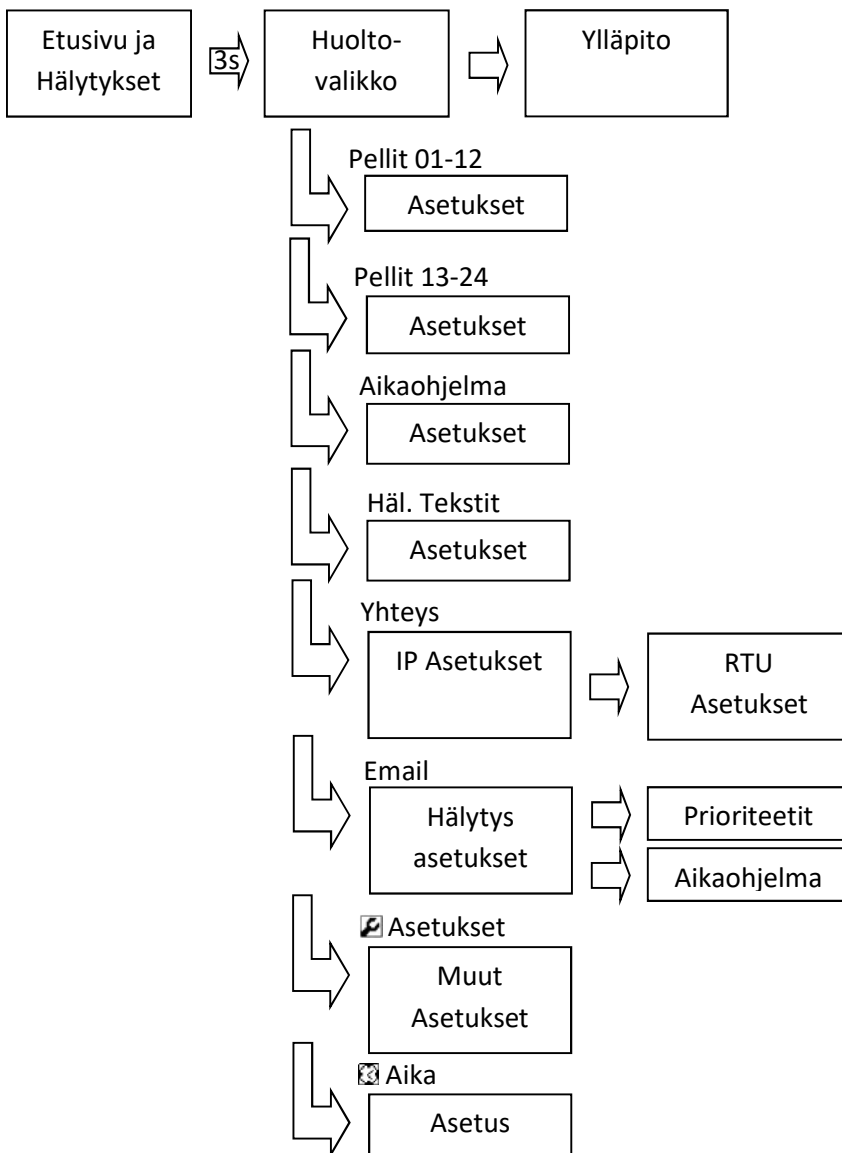 Etusivu ja
Hälytykset
3s
Huolto-
valikko
Ylläpito
Pellit 01-12
Asetukset
Pellit 13-24
Asetukset
Aikaohjelma
Asetukset
Häl. Tekstit
Asetukset
Yhteys
IP Asetukset
RTU
Asetukset
Email
Hälytys
asetukset
Prioriteetit
Aikaohjelma
Asetukset
Muut
Asetukset
Aika
Asetus